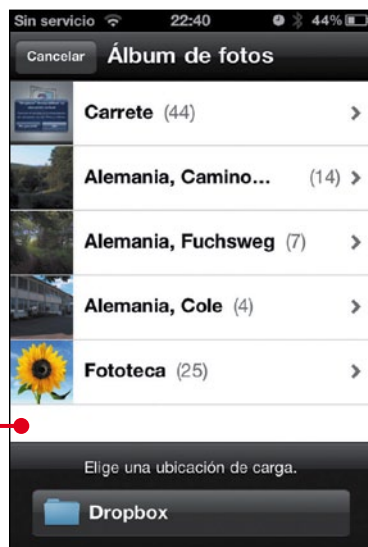 Sin servicio 22:40 44%
Cancelar Álbum de fotos
Carrete (44)
Alemania, Camino... (14)
Alemania, Fuchsweg (7)
Alemania, Cole (4)
Fototeca (25)
Elige una ubicación de carga.
Dropbox